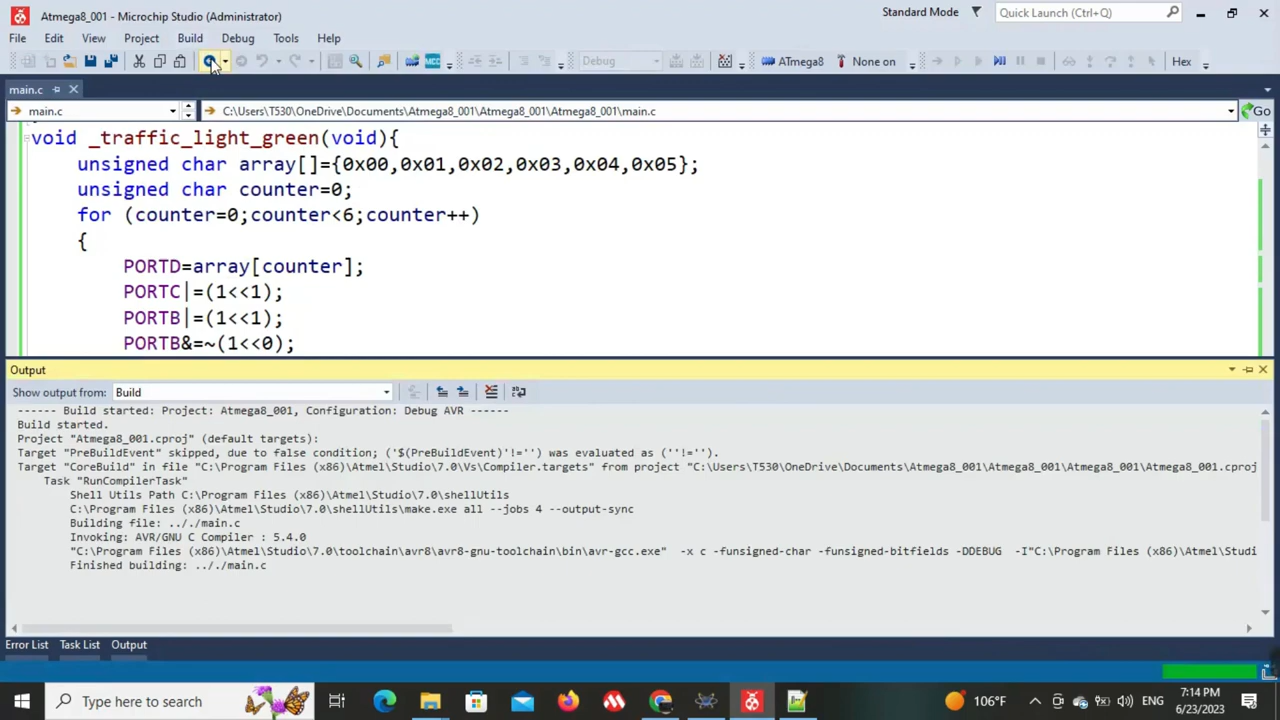 Atmega8_001 - Microchip Studio (Administrator)
Standard Mode
Quick Launch (Ctrl+Q)
File Edit View Project Build Debug Tools Help
MCC
Debug
ATmega8
None on
Hex
main.c
main.c
C:\Users\T530\OneDrive\Documents\Atmega8_001\Atmega8_001\Atmega8_001\main.c
Go
void _traffic_light_green(void){
unsigned char array[]={0x00,0x01,0x02,0x03,0x04,0x05};
unsigned char counter=0;
for (counter=0;counter<6;counter++)
{
PORTD=array[counter];
PORTC|=(1<<1);
PORTB|=(1<<1);
PORTB&=~(1<<0);
Output
Show output from: Build
------ Build started: Project: Atmega8_001, Configuration: Debug AVR ------
Build started.
Project "Atmega8_001.cproj" (default targets):
Target "PreBuildEvent" skipped, due to false condition; ('$(PreBuildEvent)'!='') was evaluated as (''!='').
Target "CoreBuild" in file "C:\Program Files (x86)\Atmel\Studio\7.0\Vs\Compiler.targets" from project "C:\Users\T530\OneDrive\Documents\Atmega8_001\Atmega8_001\Atmega8_001\Atmega8_001.cproj
Task "RunCompilerTask"
Shell Utils Path C:\Program Files (x86)\Atmel\Studio\7.0\shellUtils
C:\Program Files (x86)\Atmel\Studio\7.0\shellUtils\make.exe all --jobs 4 --output-sync
Building file: .././main.c
Invoking: AVR/GNU C Compiler : 5.4.0
"C:\Program Files (x86)\Atmel\Studio\7.0\toolchain\avr8\avr8-gnu-toolchain\bin\avr-gcc.exe" -x c -funsigned-char -funsigned-bitfields -DDEBUG -I"C:\Program Files (x86)\Atmel\Studi
Finished building: .././main.c
Error List Task List Output
Type here to search
106°F
ENG
7:14 PM
6/23/2023